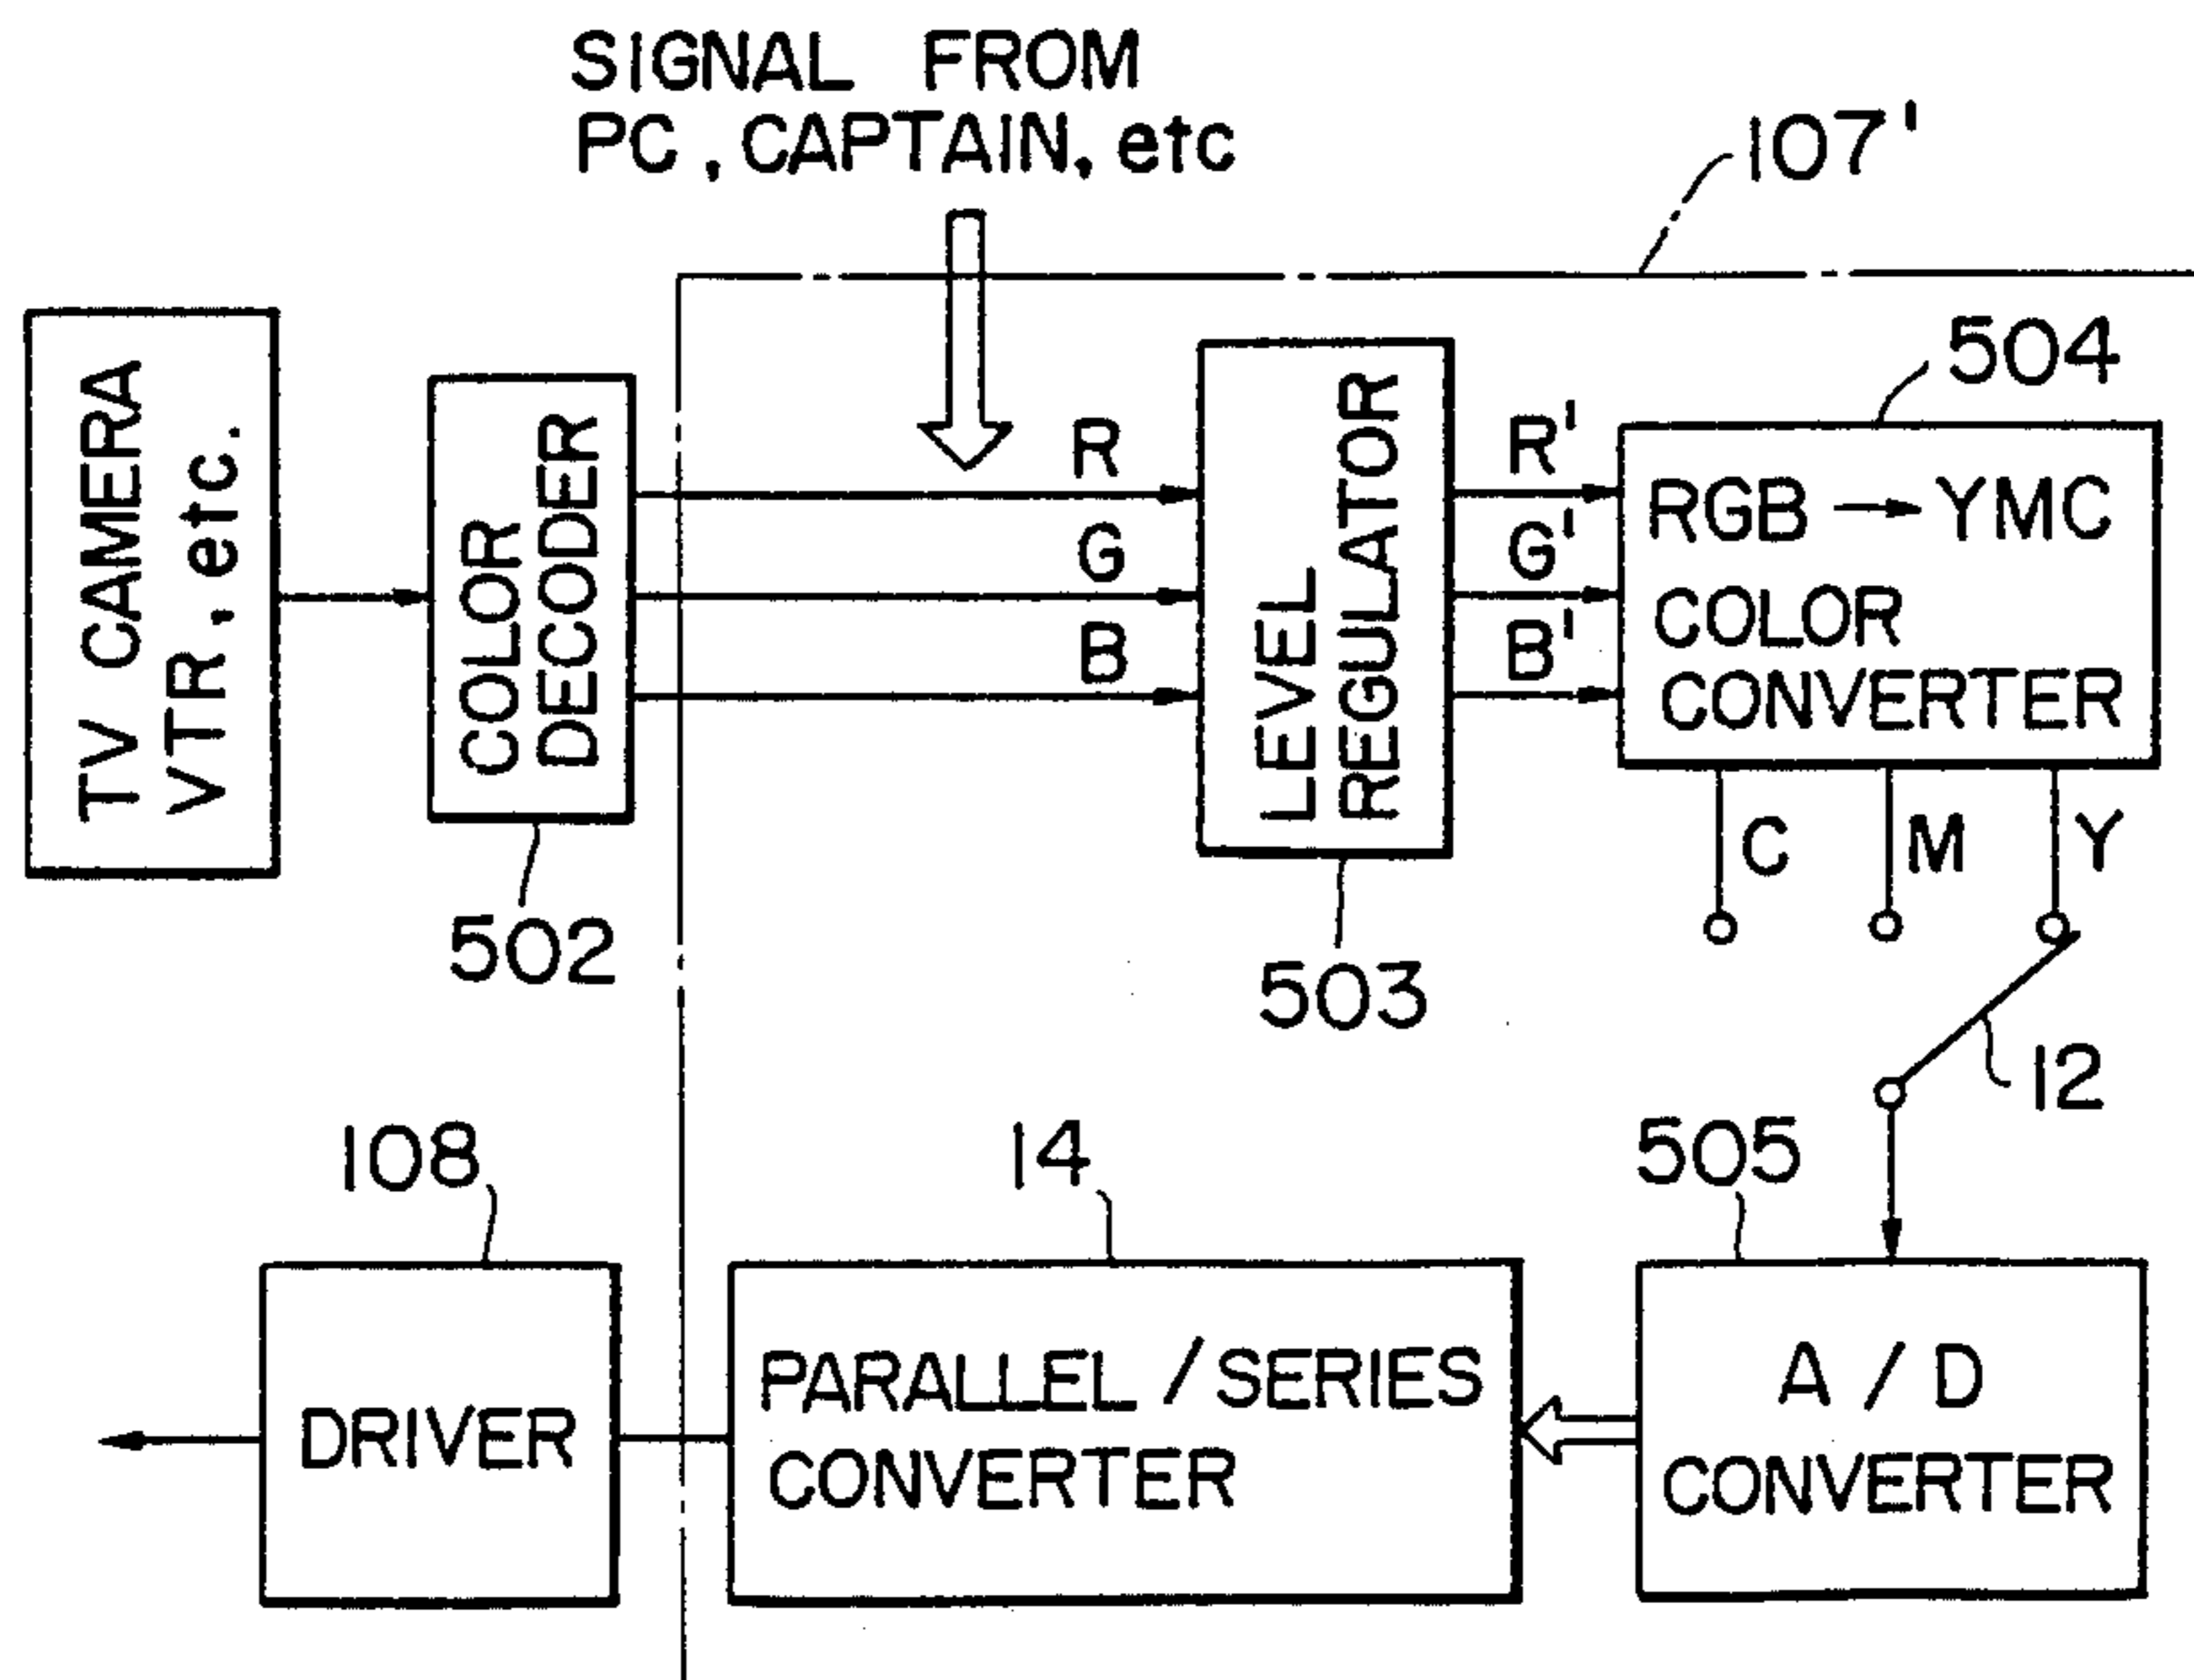 SIGNAL FROM
PC, CAPTAIN, etc
107'
TV CAMERA
VTR, etc.
COLOR
DECODER
502
R
G
B
LEVEL
REGULATOR
503
R'
G'
B'
504
RGB → YMC
COLOR
CONVERTER
C
M
Y
12
108
DRIVER
14
PARALLEL / SERIES
CONVERTER
505
A / D
CONVERTER